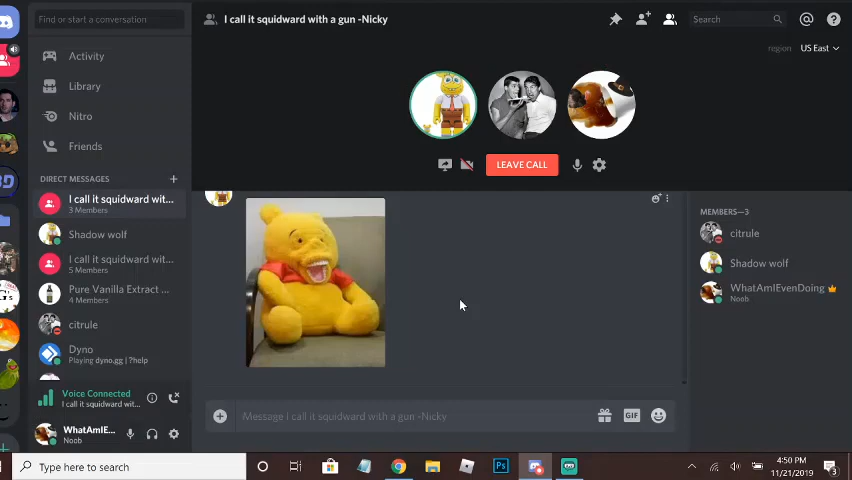 Find or start a conversation
I call it squidward with a gun -Nicky
Search
region
US East
Activity
Library
Nitro
Friends
LEAVE CALL
DIRECT MESSAGES
I call it squidward wit...
3 Members
Shadow wolf
I call it squidward wit...
5 Members
Pure Vanilla Extract ...
4 Members
citrule
Dyno
Playing dyno.gg | ?help
MEMBERS—3
citrule
Shadow wolf
WhatAmIEvenDoing
Noob
Voice Connected
I call it squidward wit...
WhatAmIE...
Noob
Message I call it squidward with a gun -Nicky
GIF
Type here to search
Ps
4:50 PM
11/21/2019
3